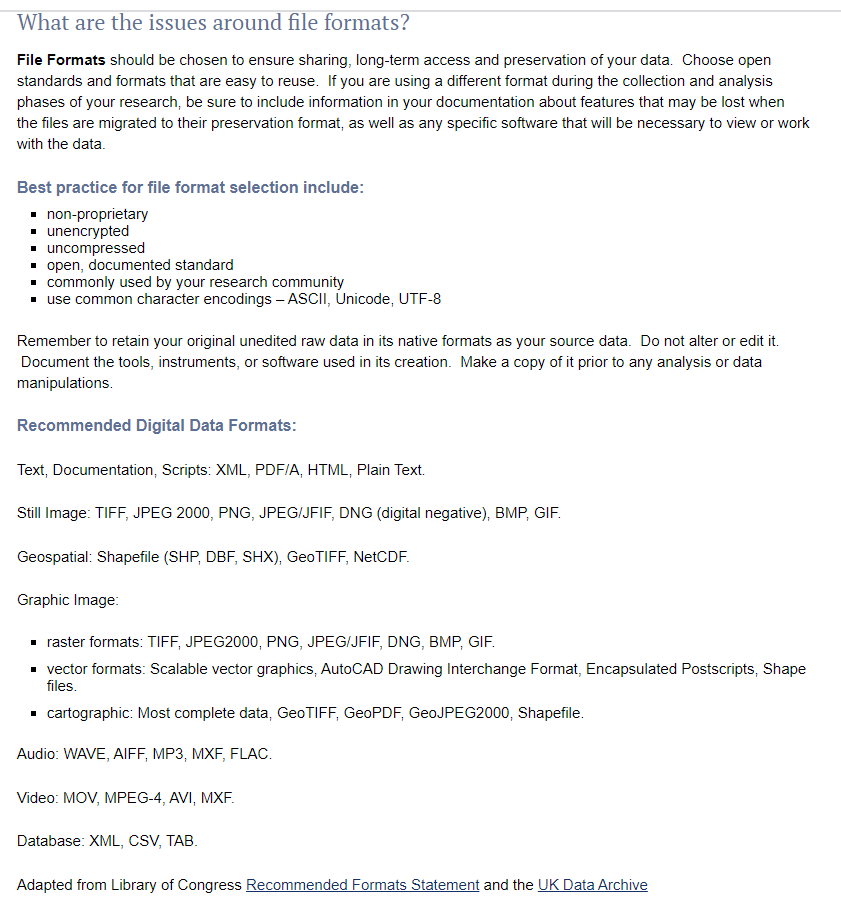 What are the issues around file formats?
File Formats should be chosen to ensure sharing, long-term access and preservation of your data.  Choose open
standards and formats that are easy to reuse.  If you are using a different format during the collection and analysis
phases of your research, be sure to include information in your documentation about features that may be lost when
the files are migrated to their preservation format, as well as any specific software that will be necessary to view or work
with the data.
Best practice for file format selection include:
▪ non-proprietary
▪ unencrypted
▪ uncompressed
▪ open, documented standard
▪ commonly used by your research community
▪ use common character encodings – ASCII, Unicode, UTF-8
Remember to retain your original unedited raw data in its native formats as your source data.  Do not alter or edit it.
Document the tools, instruments, or software used in its creation.  Make a copy of it prior to any analysis or data
manipulations.
Recommended Digital Data Formats:
Text, Documentation, Scripts: XML, PDF/A, HTML, Plain Text.
Still Image: TIFF, JPEG 2000, PNG, JPEG/JFIF, DNG (digital negative), BMP, GIF.
Geospatial: Shapefile (SHP, DBF, SHX), GeoTIFF, NetCDF.
Graphic Image:
▪ raster formats: TIFF, JPEG2000, PNG, JPEG/JFIF, DNG, BMP, GIF.
▪ vector formats: Scalable vector graphics, AutoCAD Drawing Interchange Format, Encapsulated Postscripts, Shape
files.
▪ cartographic: Most complete data, GeoTIFF, GeoPDF, GeoJPEG2000, Shapefile.
Audio: WAVE, AIFF, MP3, MXF, FLAC.
Video: MOV, MPEG-4, AVI, MXF.
Database: XML, CSV, TAB.
Adapted from Library of Congress Recommended Formats Statement and the UK Data Archive